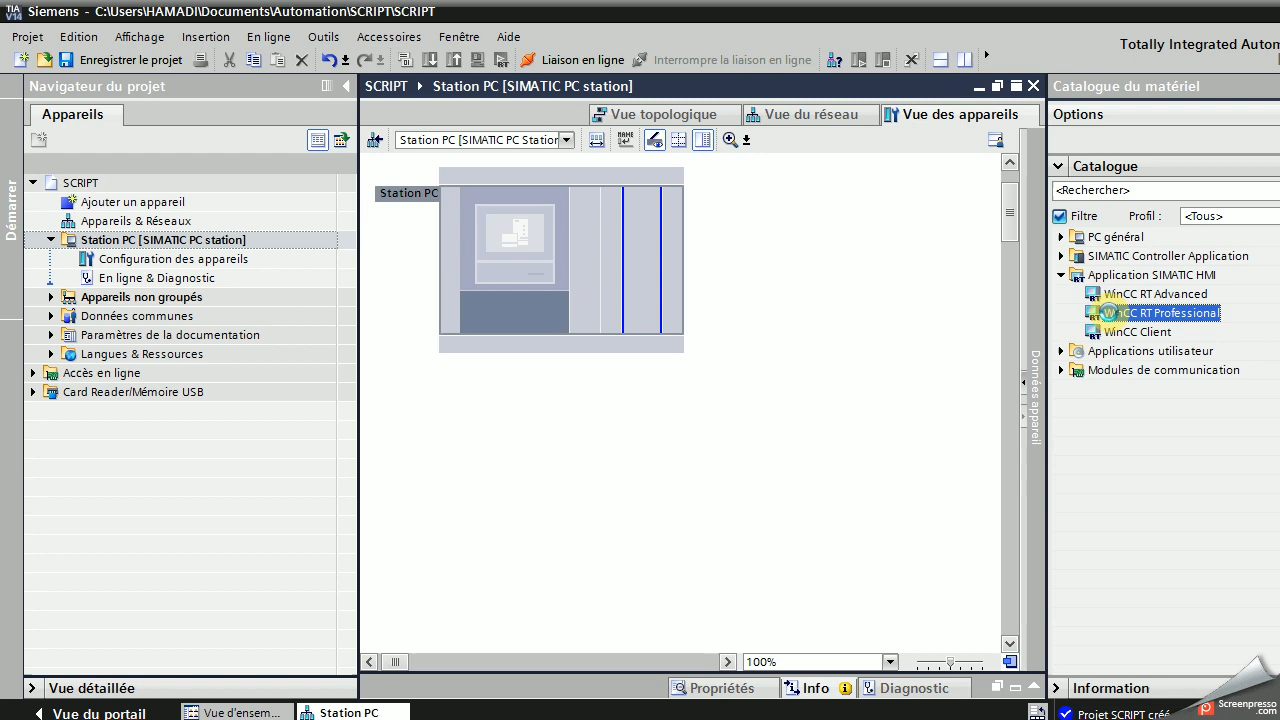 TIA V14 Siemens - C:\Users\HAMADI\Documents\Automation\SCRIPT\SCRIPT
Projet Edition Affichage Insertion En ligne Outils Accessoires Fenêtre Aide
Enregistrer le projet Liaison en ligne Interrompre la liaison en ligne
Totally Integrated Autom
Navigateur du projet
Appareils
Démarrer
SCRIPT
Ajouter un appareil
Appareils & Réseaux
Station PC [SIMATIC PC station]
Configuration des appareils
En ligne & Diagnostic
Appareils non groupés
Données communes
Paramètres de la documentation
Langues & Ressources
Accès en ligne
Card Reader/Mémoire USB
Vue détaillée
SCRIPT Station PC [SIMATIC PC station]
Vue topologique Vue du réseau Vue des appareils
Station PC [SIMATIC PC Station
NAME
Station PC
Données appareil
100%
Propriétés Info Diagnostic
Catalogue du matériel
Options
Catalogue
<Rechercher>
Filtre Profil : <Tous>
PC général
SIMATIC Controller Application
Application SIMATIC HMI
RT WinCC RT Advanced
RT WinCC RT Professional
RT WinCC Client
Applications utilisateur
Modules de communication
Information
Vue du portail Vue d'ensem... Station PC
Projet SCRIPT créé
Screenpresso
.com